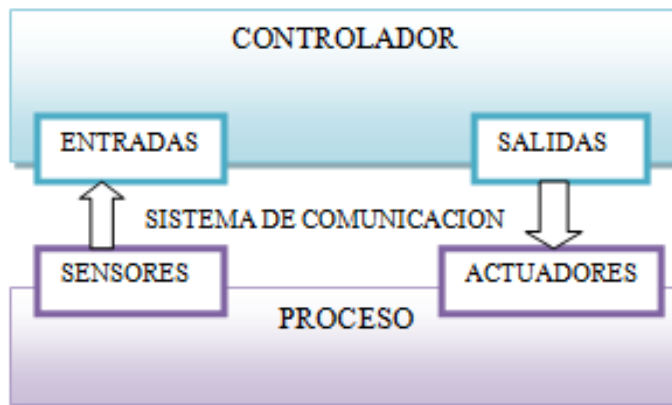 CONTROLADOR
ENTRADAS
SALIDAS
SISTEMA DE COMUNICACION
SENSORES
ACTUADORES
PROCESO